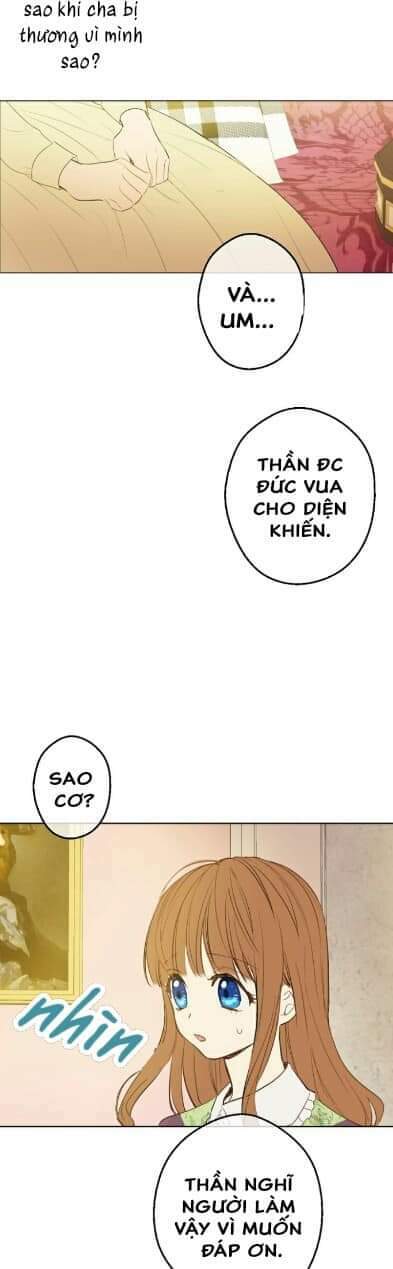 sao khi cha bị
thương vì mình
sao?
VÀ...
UM...
THẦN ĐC
ĐỨC VUA
CHO DIỆN
KHIẾN.
SAO
CƠ?
nhìn
THẦN NGHĨ
NGƯỜI LÀM
VẬY VÌ MUỐN
ĐÁP ƠN.